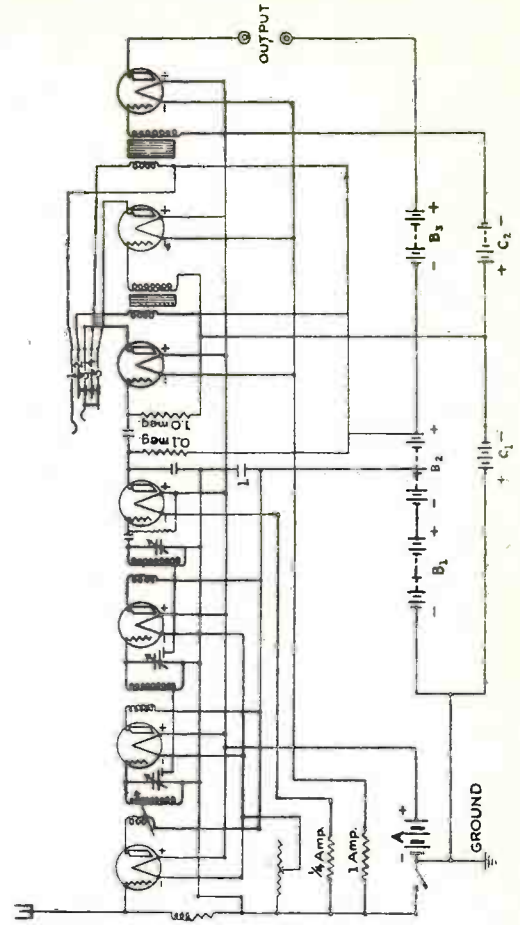 OUTPUT
1.0 meg.
0.1 meg.
¼ Amp.
1 Amp.
- B₁ +
- B₂ +
- B₃ +
+ C₁ -
+ C₂ -
- A +
GROUND